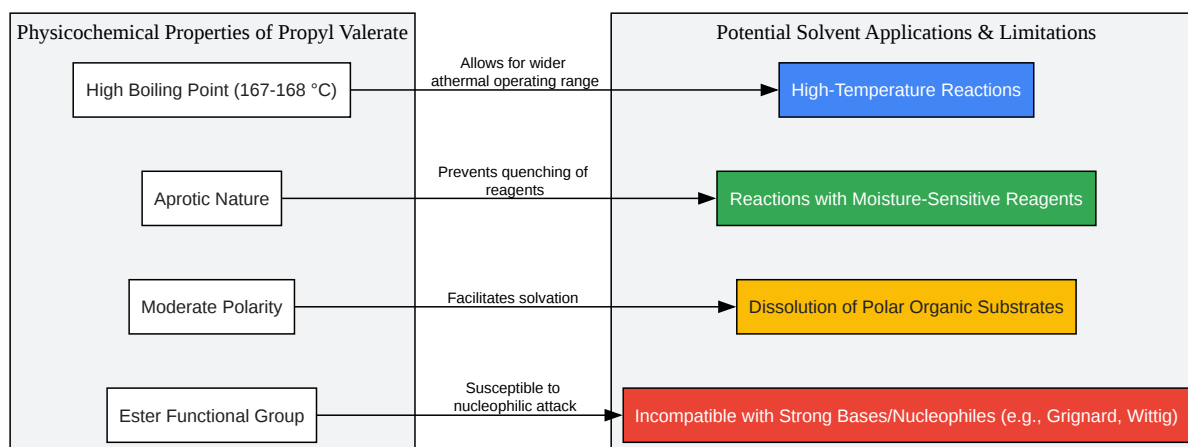 Physicochemical Properties of Propyl Valerate
Potential Solvent Applications & Limitations
High Boiling Point (167-168 °C)
Allows for wider
athermal operating range
High-Temperature Reactions
Aprotic Nature
Prevents quenching of
reagents
Reactions with Moisture-Sensitive Reagents
Moderate Polarity
Facilitates solvation
Dissolution of Polar Organic Substrates
Ester Functional Group
Susceptible to
nucleophilic attack
Incompatible with Strong Bases/Nucleophiles (e.g., Grignard, Wittig)